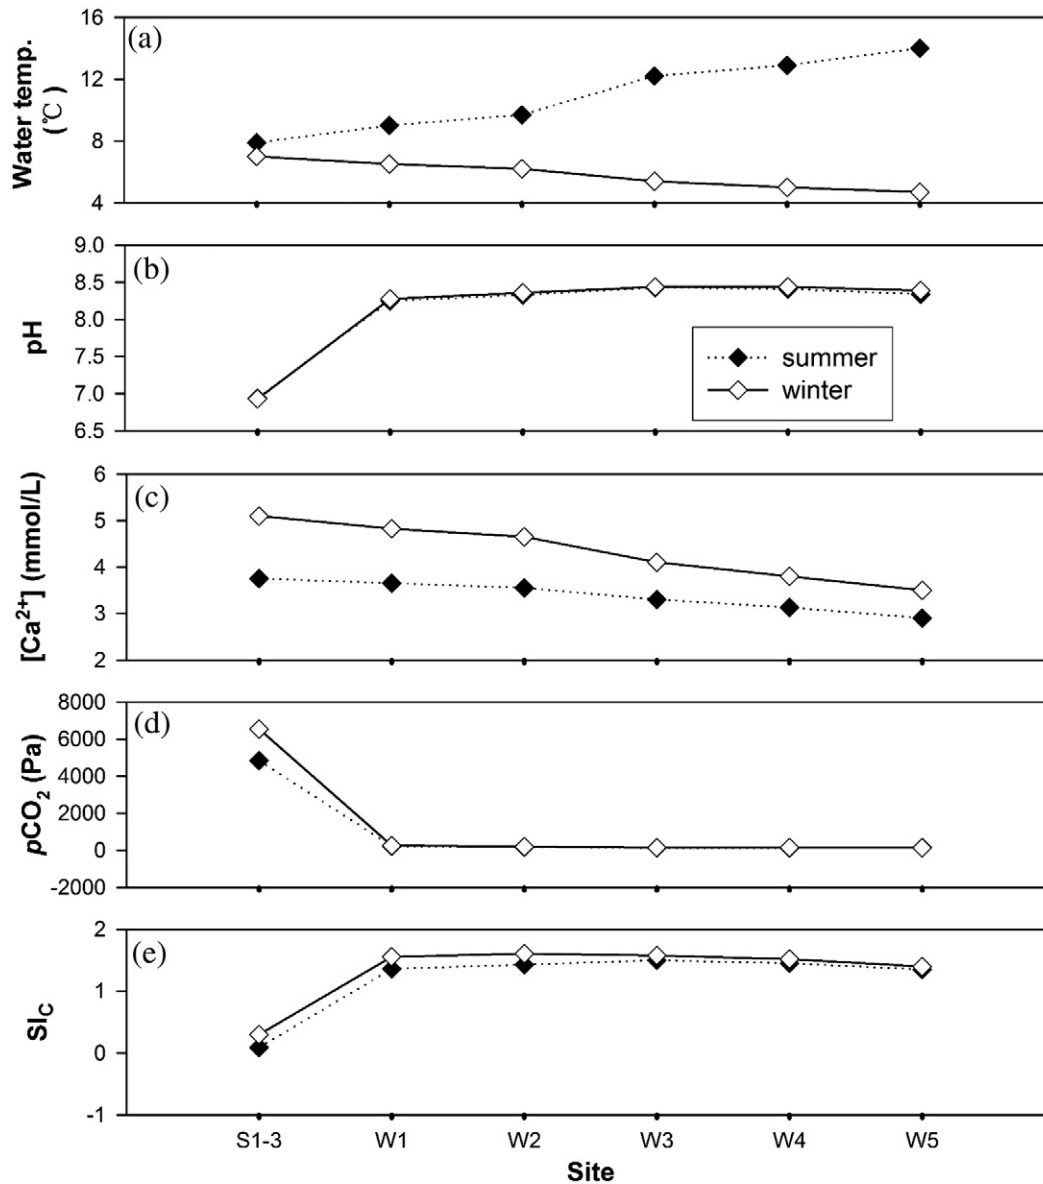 (a)
Water temp.
(℃)
16
12
8
4
(b)
pH
9.0
8.5
8.0
7.5
7.0
6.5
summer
winter
(c)
[Ca²⁺] (mmol/L)
6
5
4
3
2
(d)
pCO₂ (Pa)
8000
6000
4000
2000
0
-2000
(e)
SI_C
2
1
0
-1
S1-3 W1 W2 W3 W4 W5
Site